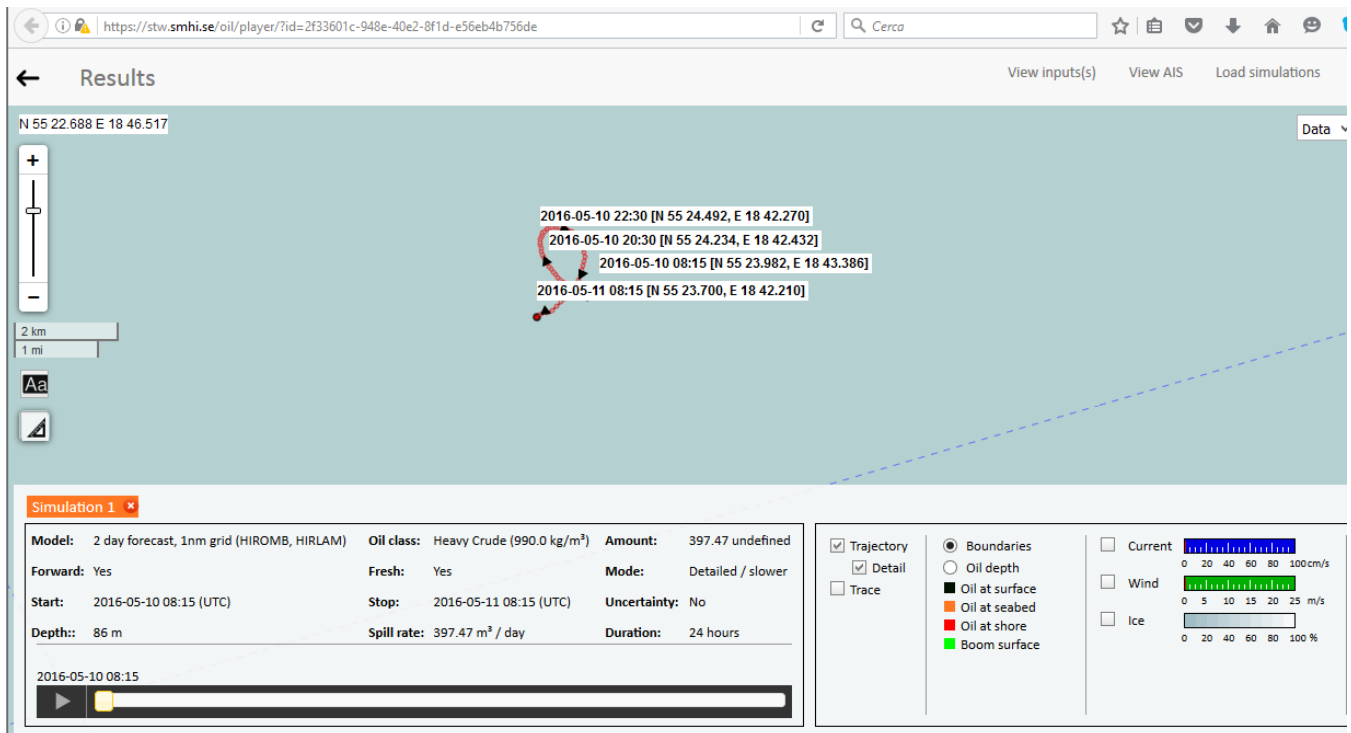 https://stw.smhi.se/oil/player/?id=2f33601c-948e-40e2-8f1d-e56eb4b756de
Cerca
Results
View inputs(s) View AIS Load simulations
N 55 22.688 E 18 46.517
Data
+
2016-05-10 22:30 [N 55 24.492, E 18 42.270]
2016-05-10 20:30 [N 55 24.234, E 18 42.432]
2016-05-10 08:15 [N 55 23.982, E 18 43.386]
2016-05-11 08:15 [N 55 23.700, E 18 42.210]
−
2 km
1 mi
Aa
Simulation 1
Model: 2 day forecast, 1nm grid (HIROMB, HIRLAM) Oil class: Heavy Crude (990.0 kg/m³) Amount: 397.47 undefined
Forward: Yes Fresh: Yes Mode: Detailed / slower
Start: 2016-05-10 08:15 (UTC) Stop: 2016-05-11 08:15 (UTC) Uncertainty: No
Depth:: 86 m Spill rate: 397.47 m³ / day Duration: 24 hours
2016-05-10 08:15
Trajectory
Detail
Trace
Boundaries
Oil depth
Oil at surface
Oil at seabed
Oil at shore
Boom surface
Current
0 20 40 60 80 100cm/s
Wind
0 5 10 15 20 25 m/s
Ice
0 20 40 60 80 100 %